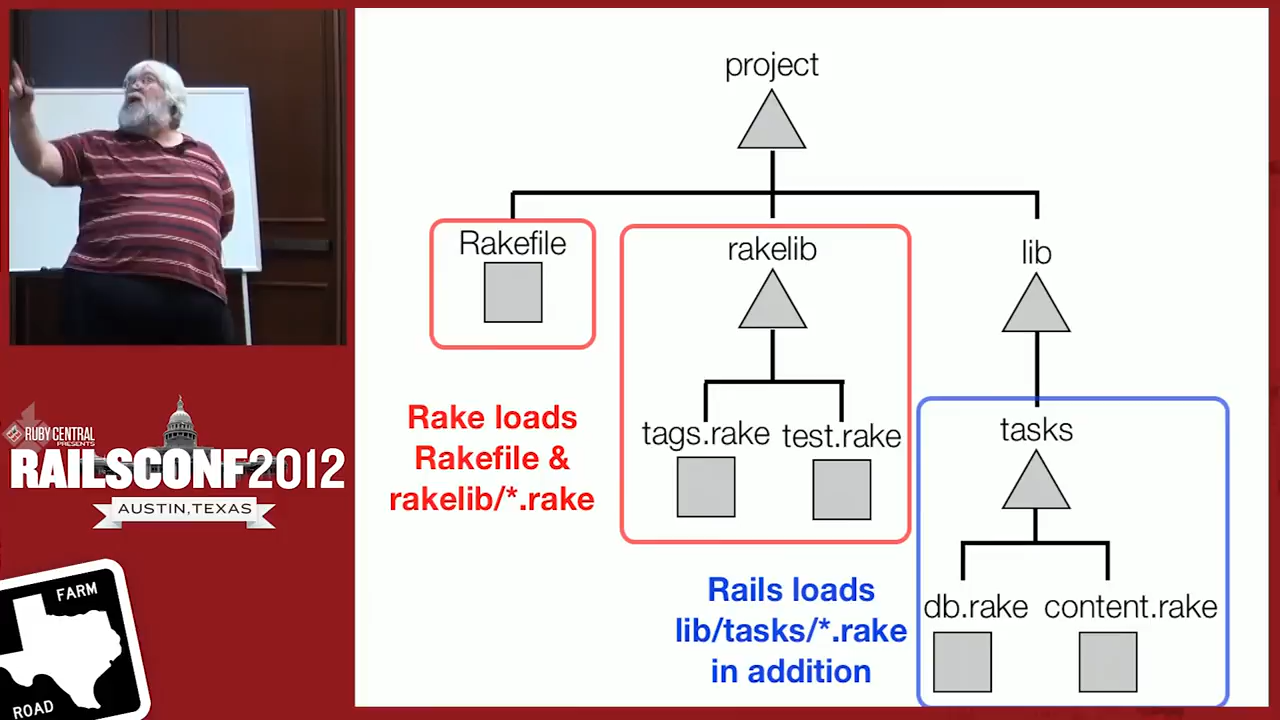 project
Rakefile
rakelib
lib
tags.rake
test.rake
tasks
db.rake
content.rake
Rake loads
Rakefile &
rakelib/*.rake
Rails loads
lib/tasks/*.rake
in addition
RUBY CENTRAL
PRESENTS
RAILSCONF2012
AUSTIN,TEXAS
FARM
ROAD